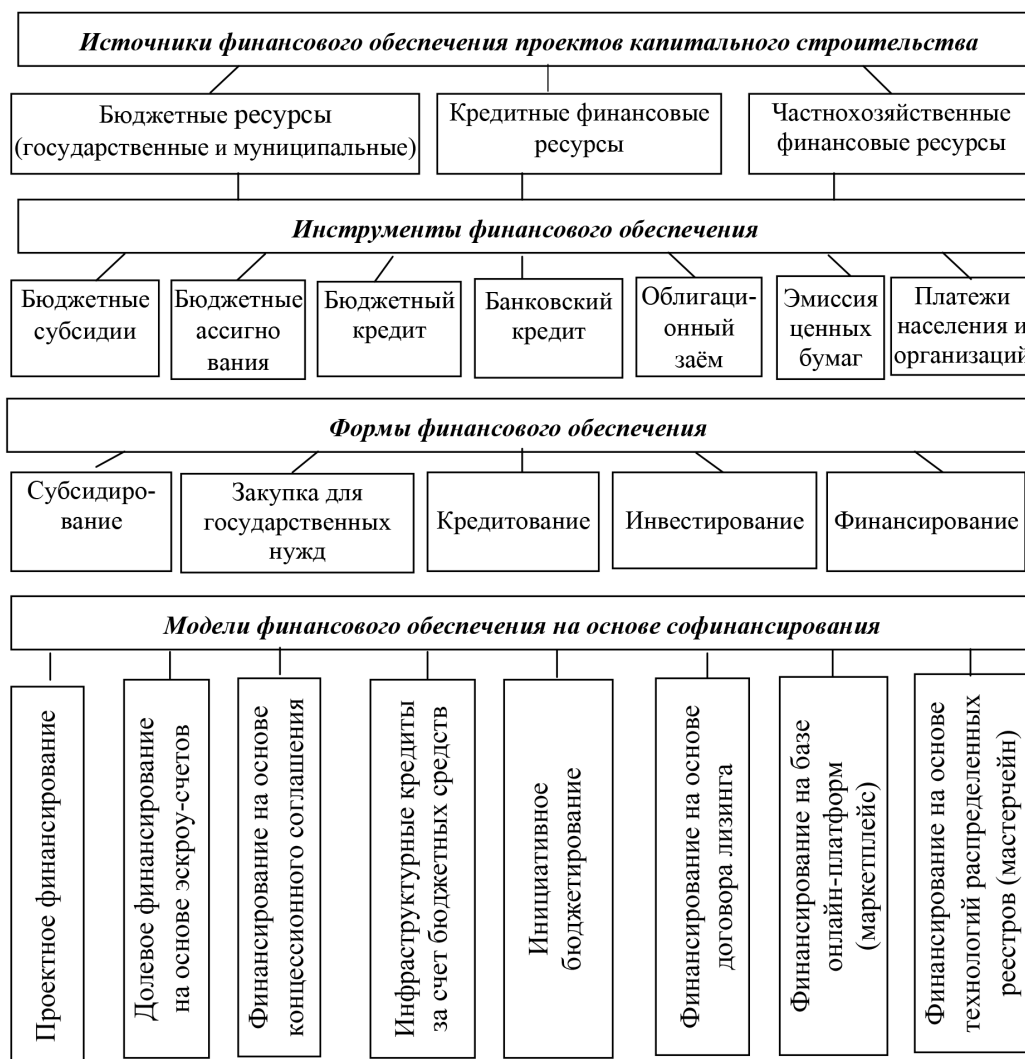 Источники финансового обеспечения проектов капитального строительства
Бюджетные ресурсы
(государственные и муниципальные)
Кредитные финансовые
ресурсы
Частнохозяйственные
финансовые ресурсы
Инструменты финансового обеспечения
Бюджетные
субсидии
Бюджетные
ассигно
вания
Бюджетный
кредит
Банковский
кредит
Облигаци-
онный
заём
Эмиссия
ценных
бумаг
Платежи
населения и
организаций
Формы финансового обеспечения
Субсидиро-
вание
Закупка для
государственных
нужд
Кредитование
Инвестирование
Финансирование
Модели финансового обеспечения на основе софинансирования
Проектное финансирование
Долевое финансирование
на основе эскроу-счетов
Финансирование на основе
концессионного соглашения
Инфраструктурные кредиты
за счет бюджетных средств
Инициативное
бюджетирование
Финансирование на основе
договора лизинга
Финансирование на базе
онлайн-платформ
(маркетплейс)
Финансирование на основе
технологий распределенных
реестров (мастерчейн)